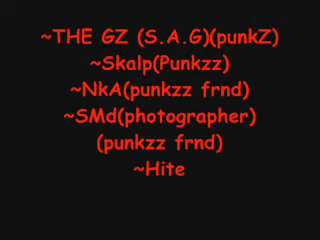 ~THE GZ (S.A.G)(punkZ)
~Skalp(Punkzz)
~NkA(punkzz frnd)
~SMd(photographer)
(punkzz frnd)
~Hite